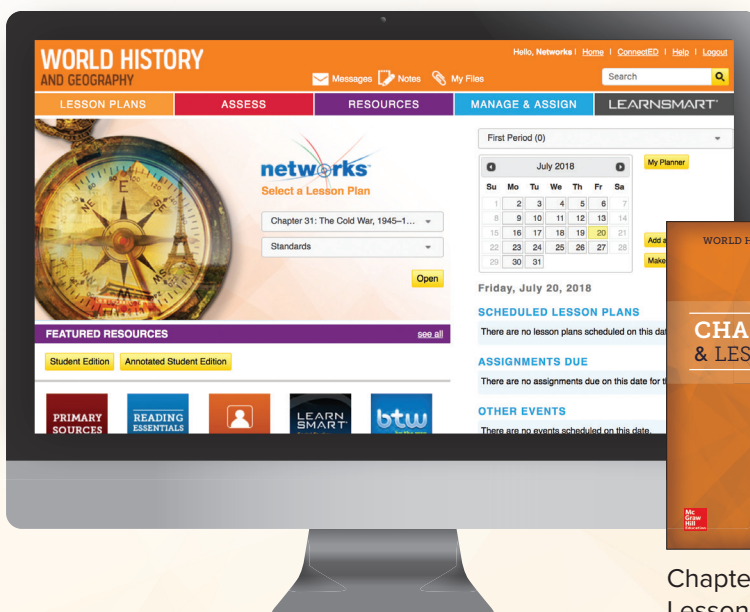 WORLD HISTORY
AND GEOGRAPHY
Hello, Networks | Home | ConnectED | Help | Logout
Messages Notes My Files
Search
LESSON PLANS ASSESS RESOURCES MANAGE & ASSIGN LEARNSMART
networks
Select a Lesson Plan
Chapter 31: The Cold War, 1945–1...
Standards
Open
FEATURED RESOURCES see all
Student Edition Annotated Student Edition
PRIMARY SOURCES
READING ESSENTIALS
LEARN SMART
btw
First Period (0)
July 2018
My Planner
Su Mo Tu We Th Fr Sa
1 2 3 4 5 6 7
8 9 10 11 12 13 14
15 16 17 18 19 20 21
22 23 24 25 26 27 28
29 30 31
Add a
Make
Friday, July 20, 2018
SCHEDULED LESSON PLANS
There are no lesson plans scheduled on this dat
ASSIGNMENTS DUE
There are no assignments due on this date for t
OTHER EVENTS
There are no events scheduled on this date.
WORLD H
CHA
& LES
Mc
Graw
Hill
Education
Chapte
Lesson